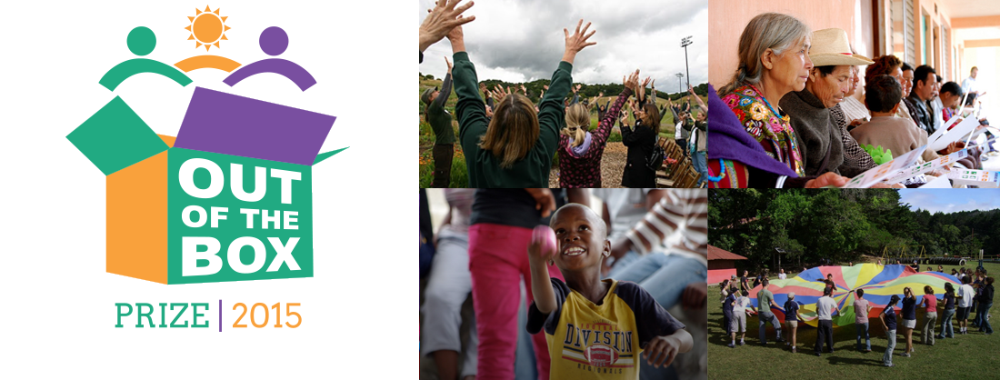 OUT
OF THE
BOX
PRIZE | 2015
DIVISION